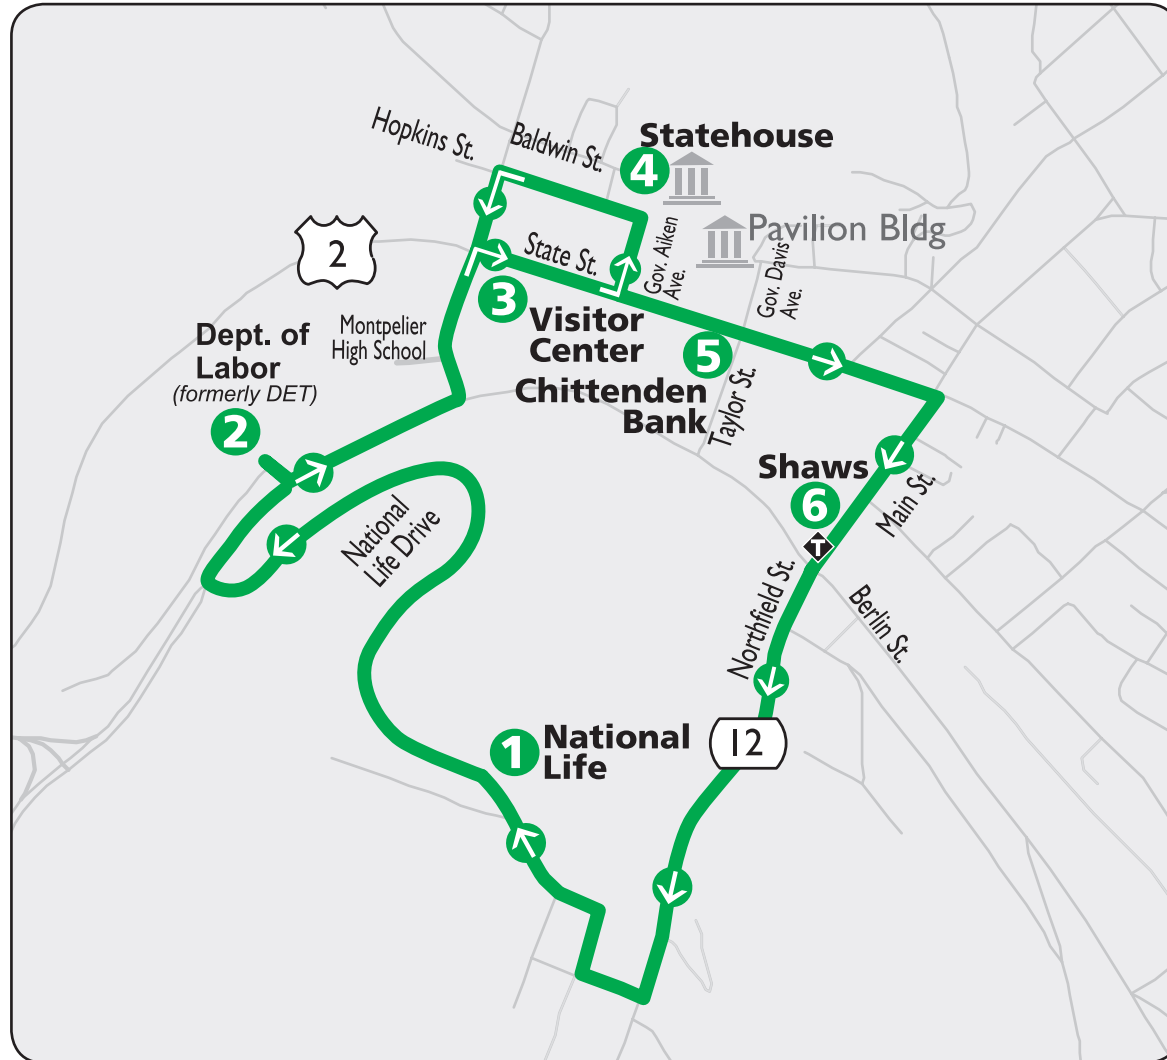 Hopkins St.
Baldwin St.
Statehouse
4
Pavilion Bldg
2
State St.
Gov. Aiken
Ave.
Gov. Davis
Ave.
3
Visitor
Center
Montpelier
High School
Dept. of
Labor
(formerly DET)
2
5
Chittenden
Bank
Taylor St.
Shaws
6
T
Main St.
National
Life Drive
Northfield St.
Berlin St.
1
National
Life
12